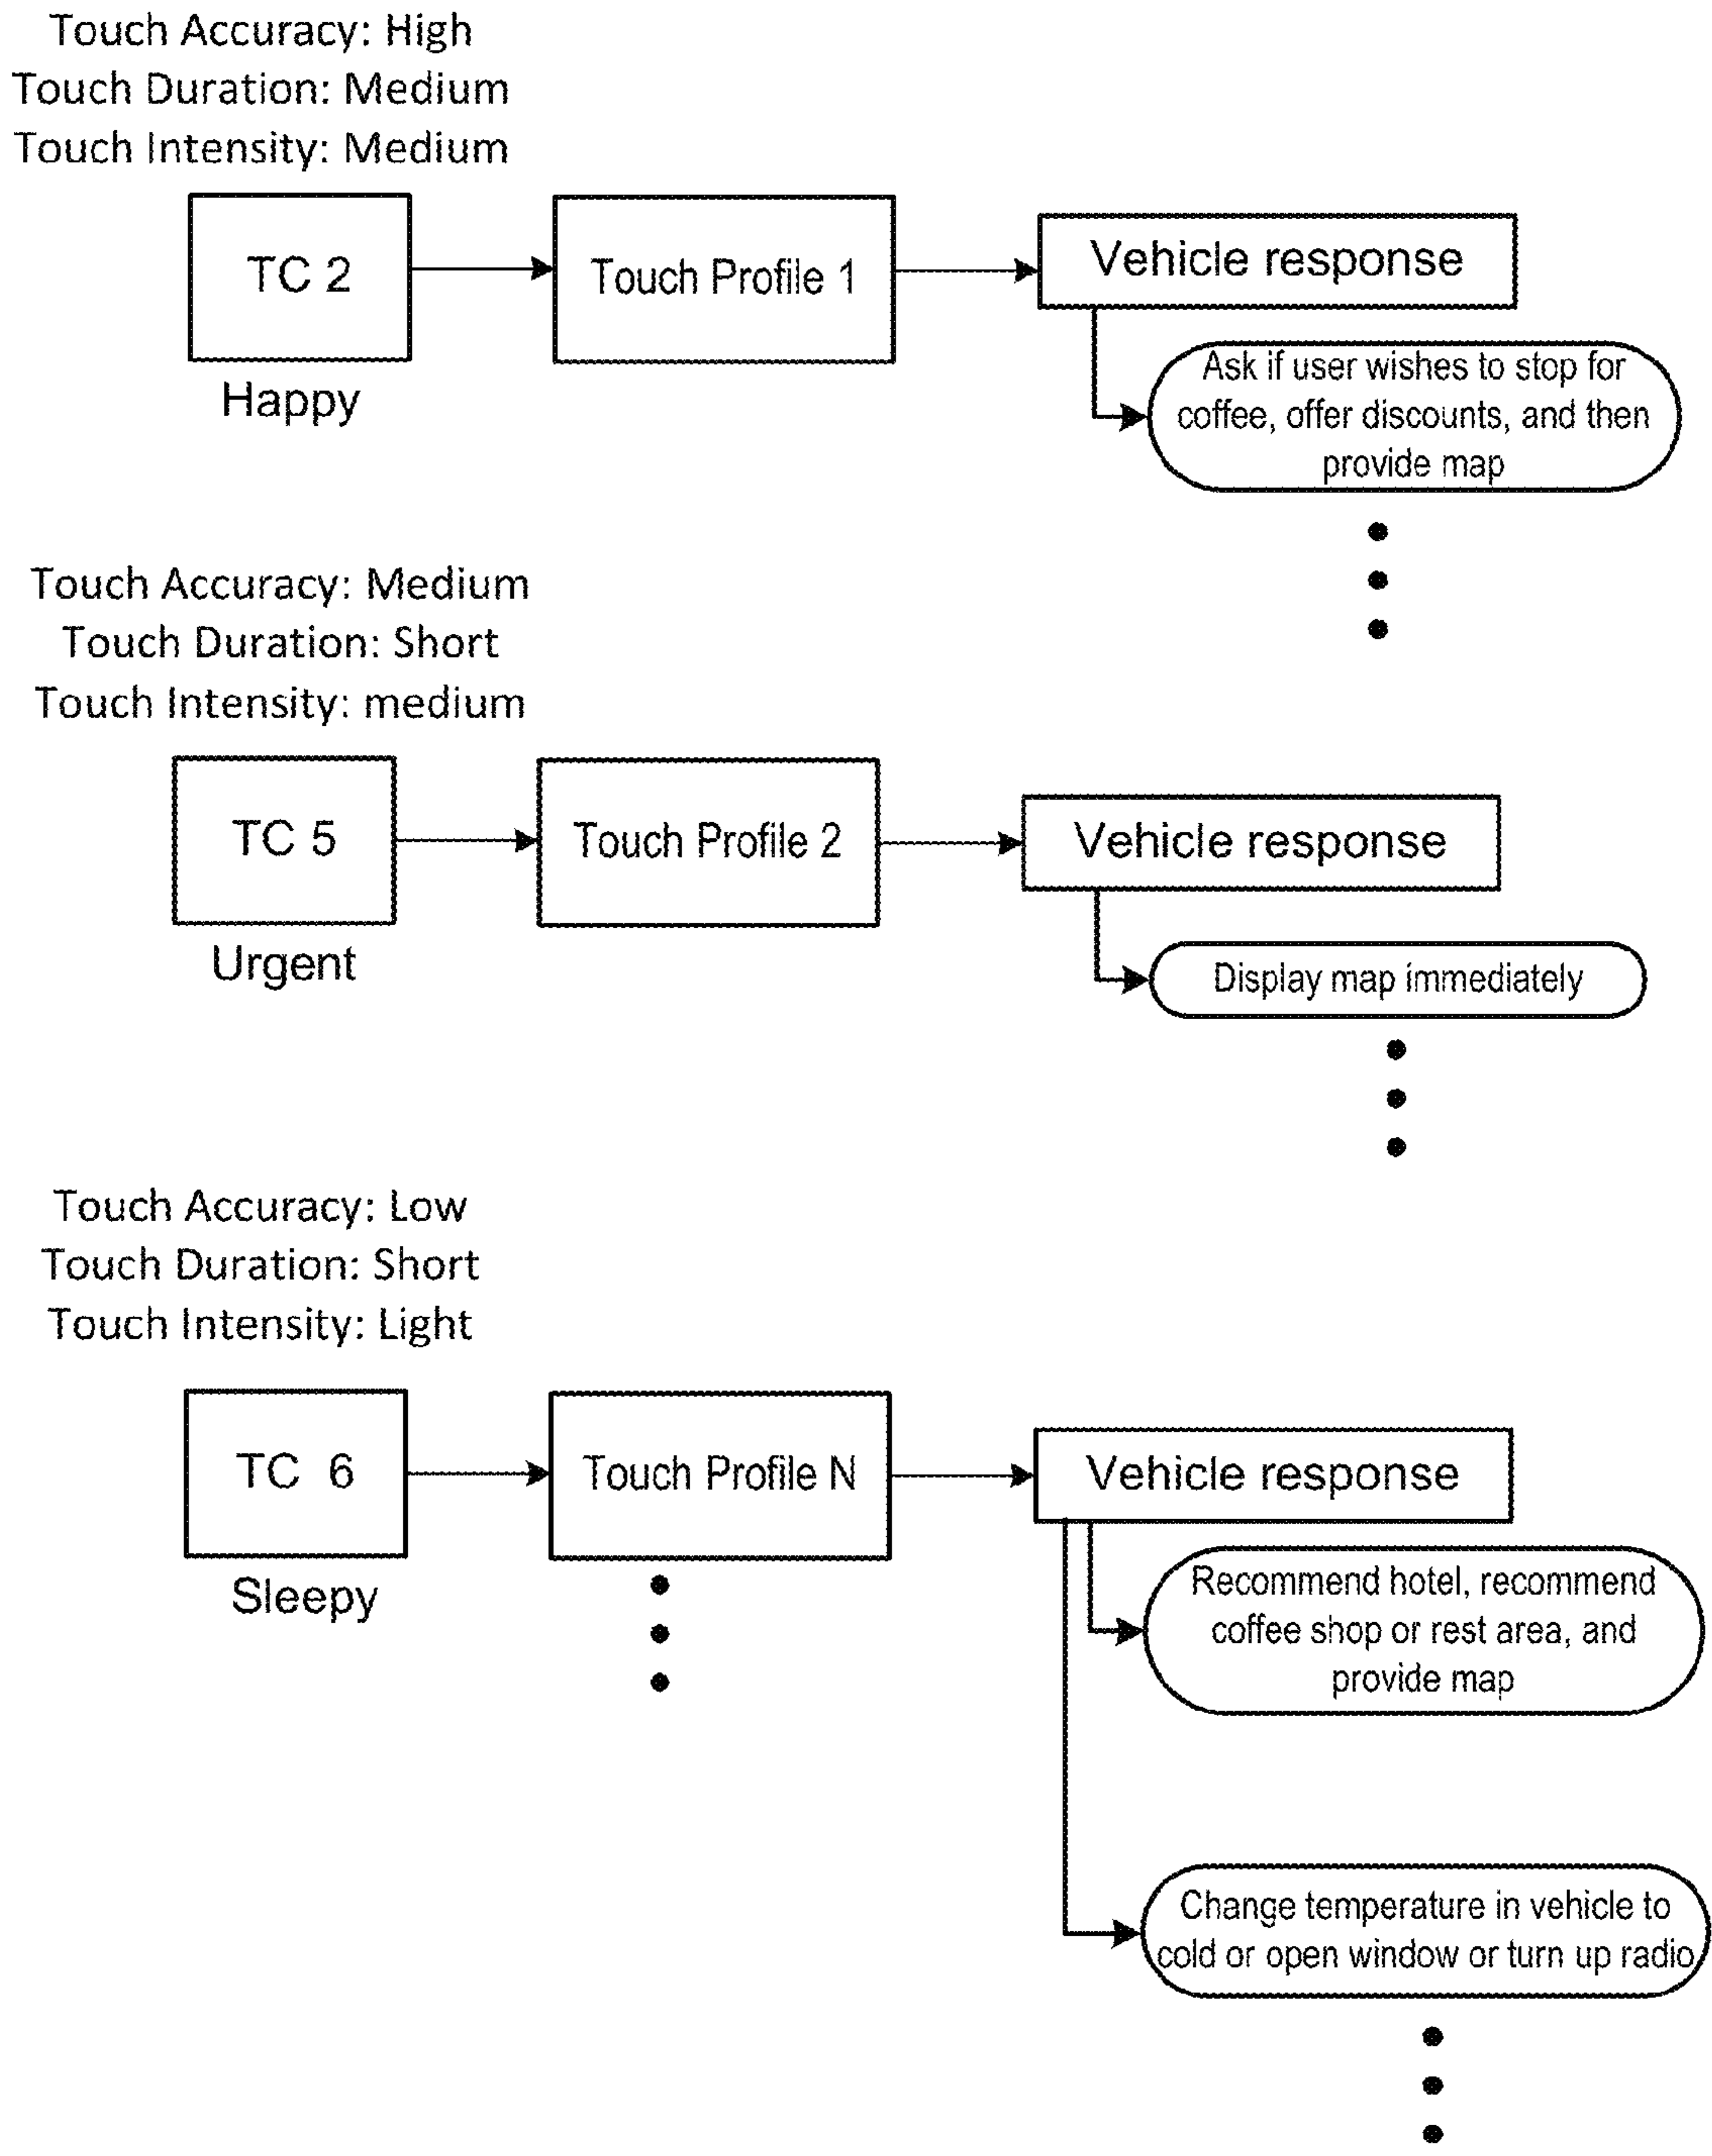 Touch Accuracy: High
Touch Duration: Medium
Touch Intensity: Medium
TC 2
Touch Profile 1
Vehicle response
Happy
Ask if user wishes to stop for
coffee, offer discounts, and then
provide map
Touch Accuracy: Medium
Touch Duration: Short
Touch Intensity: medium
TC 5
Touch Profile 2
Vehicle response
Urgent
Display map immediately
Touch Accuracy: Low
Touch Duration: Short
Touch Intensity: Light
TC 6
Touch Profile N
Vehicle response
Sleepy
Recommend hotel, recommend
coffee shop or rest area, and
provide map
Change temperature in vehicle to
cold or open window or turn up radio